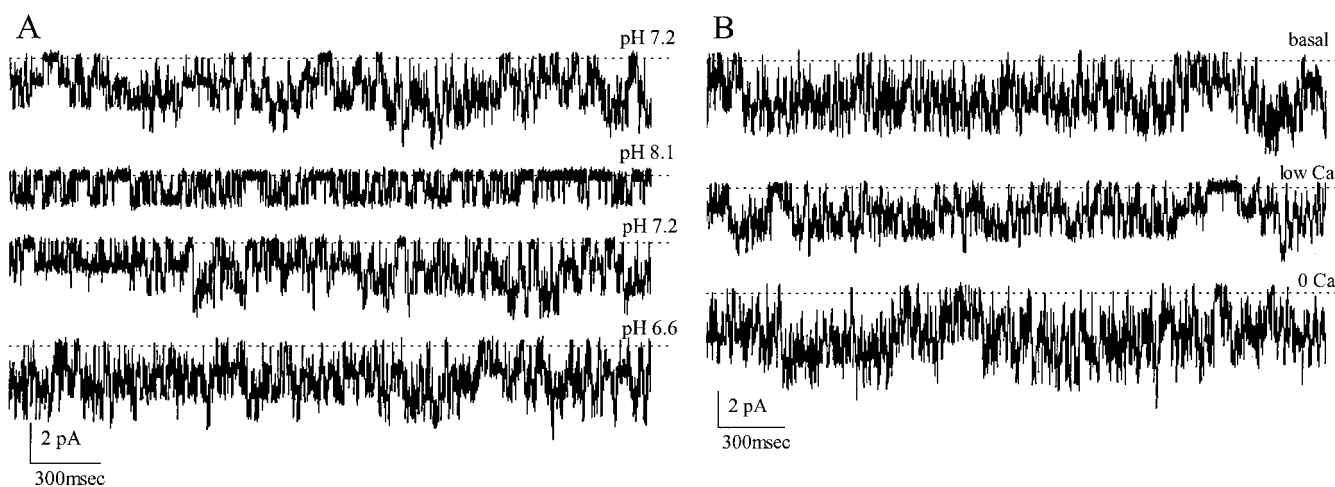 A
pH 7.2
pH 8.1
pH 7.2
pH 6.6
2 pA
300msec
B
basal
low Ca
0 Ca
2 pA
300msec